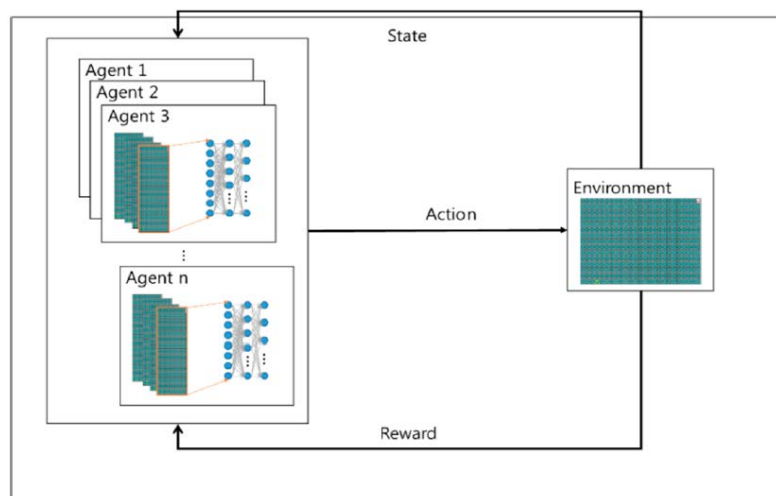 State
Agent 1
Agent 2
Agent 3
Environment
Action
Agent n
Reward